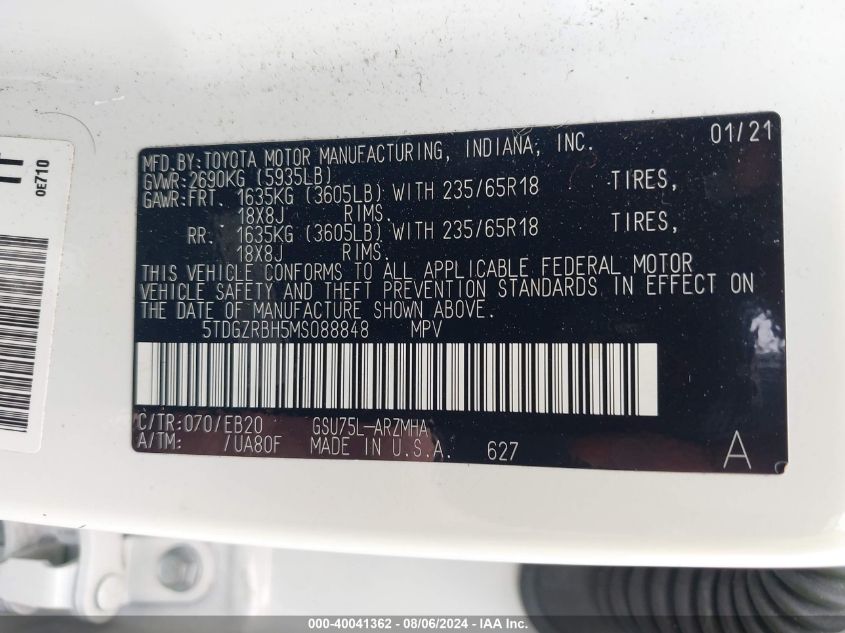 01/21
MFD.BY:TOYOTA MOTOR MANUFACTURING, INDIANA, INC.
GVWR:2690KG (5935LB)
GAWR:FRT. 1635KG (3605LB) WITH 235/65R18 TIRES,
18X8J RIMS.
RR: 1635KG (3605LB) WITH 235/65R18 TIRES,
18X8J RIMS.
THIS VEHICLE CONFORMS TO ALL APPLICABLE FEDERAL MOTOR
VEHICLE SAFETY AND THEFT PREVENTION STANDARDS IN EFFECT ON
THE DATE OF MANUFACTURE SHOWN ABOVE.
5TDGZRBH5MS088848 MPV
C/TR:070/EB20 GSU75L-ARZMHA
A/TM: /UA80F MADE IN U.S.A. 627 A
0E710
000-40041362 - 08/06/2024 - IAA Inc.